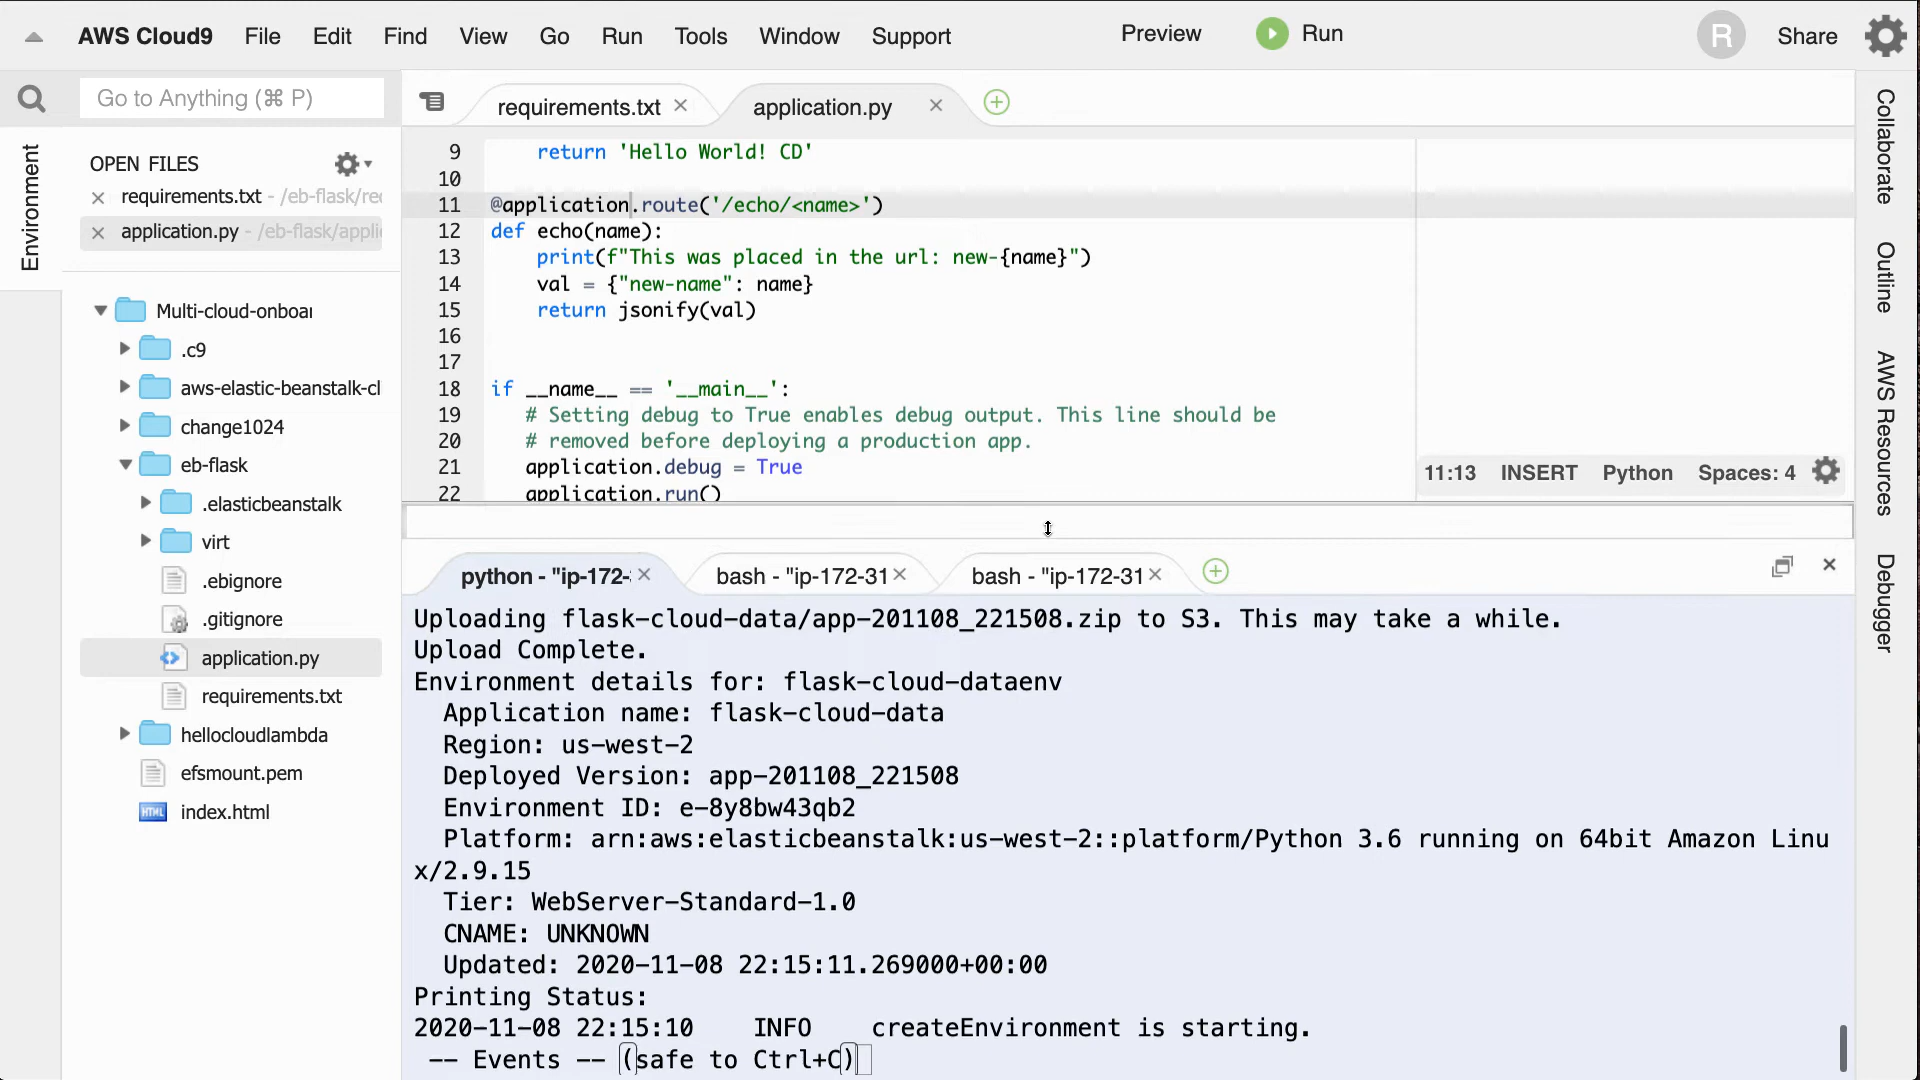 AWS Cloud9 File Edit Find View Go Run Tools Window Support Preview Run R Share
Go to Anything (⌘ P)
requirements.txt
application.py
Environment
OPEN FILES
requirements.txt - /eb-flask/rec
application.py - /eb-flask/appli
Multi-cloud-onboar
.c9
aws-elastic-beanstalk-cl
change1024
eb-flask
.elasticbeanstalk
virt
.ebignore
.gitignore
application.py
requirements.txt
hellocloudlambda
efsmount.pem
HTML index.html
9 return 'Hello World! CD'
10
11 @application.route('/echo/<name>')
12 def echo(name):
13 print(f"This was placed in the url: new-{name}")
14 val = {"new-name": name}
15 return jsonify(val)
16
17
18 if __name__ == '__main__':
19 # Setting debug to True enables debug output. This line should be
20 # removed before deploying a production app.
21 application.debug = True
22 application.run()
11:13 INSERT Python Spaces: 4
python - "ip-172-
bash - "ip-172-31
bash - "ip-172-31
Uploading flask-cloud-data/app-201108_221508.zip to S3. This may take a while.
Upload Complete.
Environment details for: flask-cloud-dataenv
Application name: flask-cloud-data
Region: us-west-2
Deployed Version: app-201108_221508
Environment ID: e-8y8bw43qb2
Platform: arn:aws:elasticbeanstalk:us-west-2::platform/Python 3.6 running on 64bit Amazon Linu
x/2.9.15
Tier: WebServer-Standard-1.0
CNAME: UNKNOWN
Updated: 2020-11-08 22:15:11.269000+00:00
Printing Status:
2020-11-08 22:15:10 INFO createEnvironment is starting.
-- Events -- (safe to Ctrl+C)
Collaborate
Outline
AWS Resources
Debugger